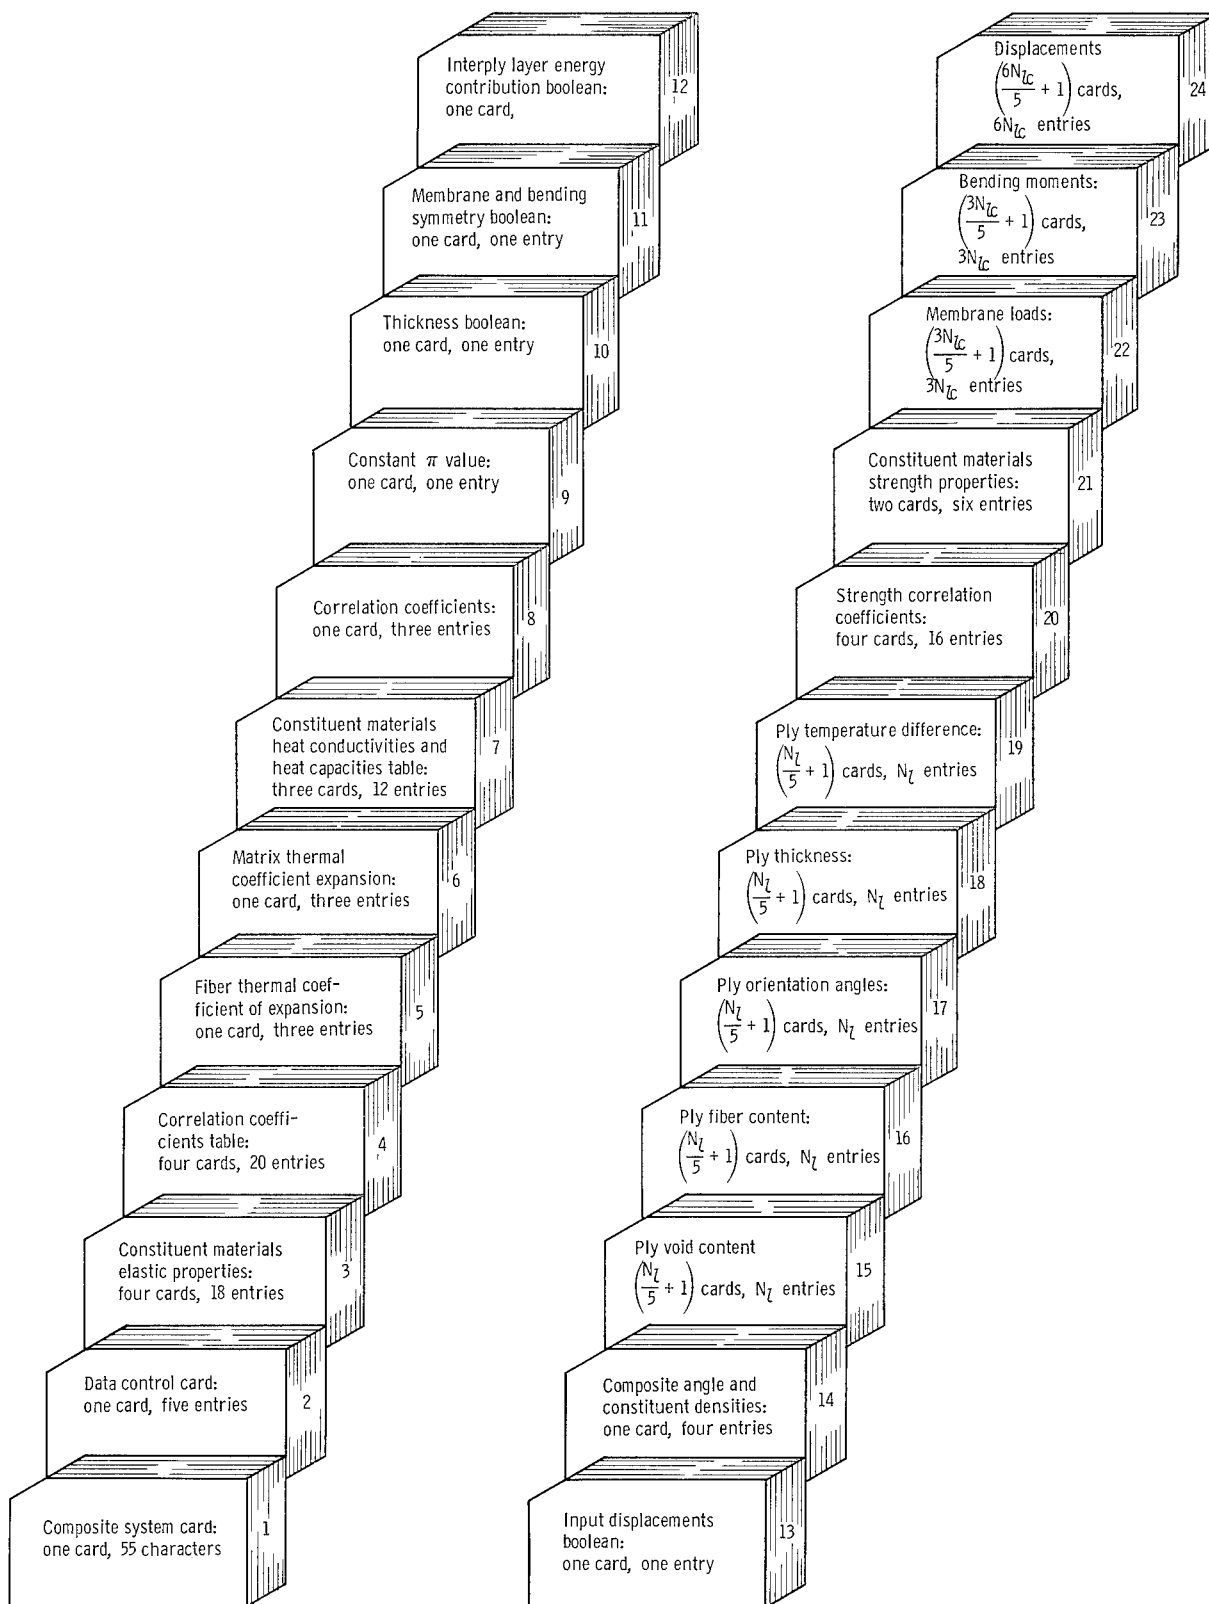 Interply layer energy
contribution boolean:
one card,
12
Membrane and bending
symmetry boolean:
one card, one entry
11
Thickness boolean:
one card, one entry
10
Constant π value:
one card, one entry
9
Correlation coefficients:
one card, three entries
8
Constituent materials
heat conductivities and
heat capacities table:
three cards, 12 entries
7
Matrix thermal
coefficient expansion:
one card, three entries
6
Fiber thermal coef-
ficient of expansion:
one card, three entries
5
Correlation coeffi-
cients table:
four cards, 20 entries
4
Constituent materials
elastic properties:
four cards, 18 entries
3
Data control card:
one card, five entries
2
Composite system card:
one card, 55 characters
1
Displacements
(6N_lc/5 + 1) cards,
6N_lc entries
24
Bending moments:
(3N_lc/5 + 1) cards,
3N_lc entries
23
Membrane loads:
(3N_lc/5 + 1) cards,
3N_lc entries
22
Constituent materials
strength properties:
two cards, six entries
21
Strength correlation
coefficients:
four cards, 16 entries
20
Ply temperature difference:
(N_l/5 + 1) cards, N_l entries
19
Ply thickness:
(N_l/5 + 1) cards, N_l entries
18
Ply orientation angles:
(N_l/5 + 1) cards, N_l entries
17
Ply fiber content:
(N_l/5 + 1) cards, N_l entries
16
Ply void content
(N_l/5 + 1) cards, N_l entries
15
Composite angle and
constituent densities:
one card, four entries
14
Input displacements
boolean:
one card, one entry
13